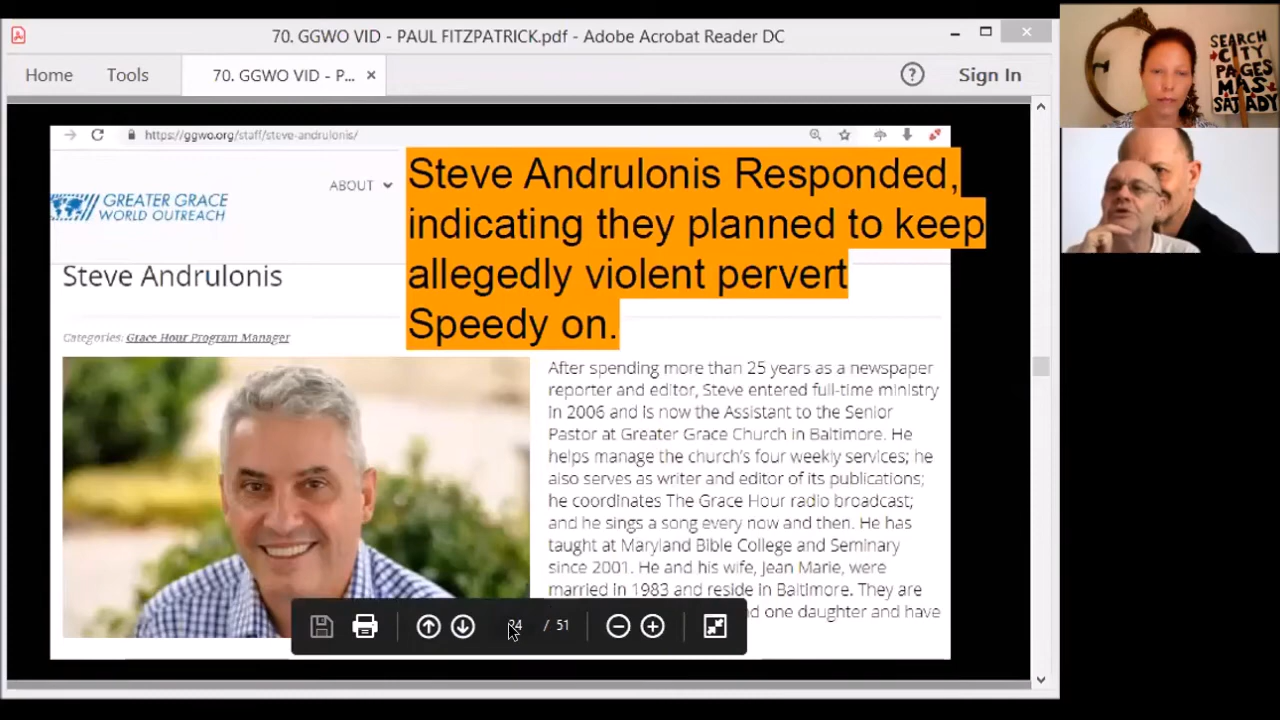 70. GGWO VID - PAUL FITZPATRICK.pdf - Adobe Acrobat Reader DC
Home
Tools
70. GGWO VID - P...
Sign In
https://ggwo.org/staff/steve-andrulonis/
GREATER GRACE
WORLD OUTREACH
ABOUT
Steve Andrulonis Responded,
indicating they planned to keep
allegedly violent pervert
Speedy on.
Steve Andrulonis
Categories: Grace Hour Program Manager
After spending more than 25 years as a newspaper
reporter and editor, Steve entered full-time ministry
in 2006 and is now the Assistant to the Senior
Pastor at Greater Grace Church in Baltimore. He
helps manage the church's four weekly services; he
also serves as writer and editor of its publications;
he coordinates The Grace Hour radio broadcast;
and he sings a song every now and then. He has
taught at Maryland Bible College and Seminary
since 2001. He and his wife, Jean Marie, were
married in 1983 and reside in Baltimore. They are
one daughter and have
24 / 51
SEARCH
CITY
PAGES
MAS